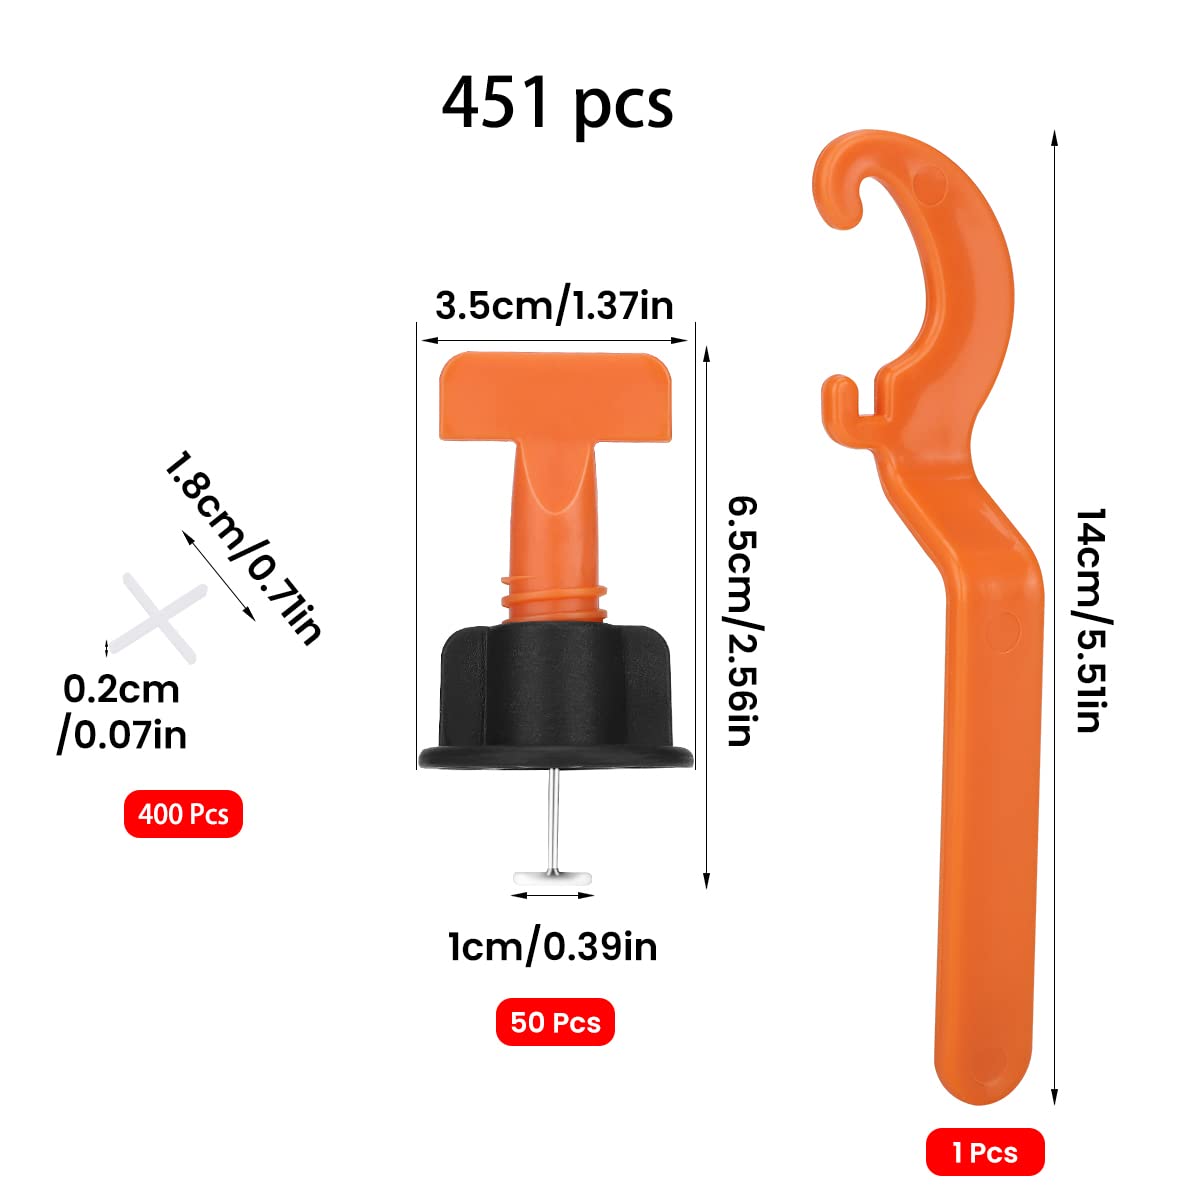 451 pcs
3.5cm/1.37in
1.8cm/0.71in
6.5cm/2.56in
14cm/5.51in
0.2cm
/0.07in
400 Pcs
1cm/0.39in
50 Pcs
1 Pcs